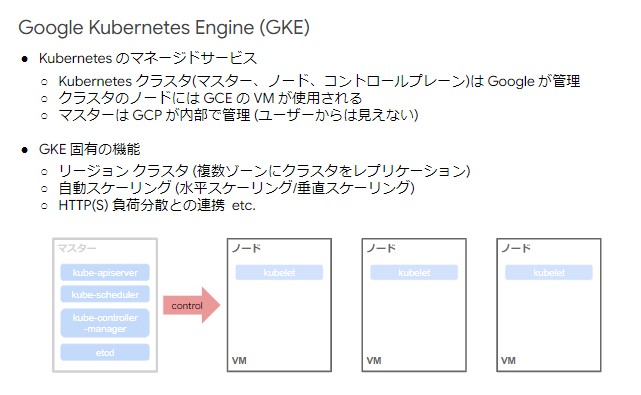 Google Kubernetes Engine (GKE)
● Kubernetes のマネージドサービス
○ Kubernetes クラスタ(マスター、ノード、コントロールプレーン)は Google が管理
○ クラスタのノードには GCE の VM が使用される
○ マスターは GCP が内部で管理 (ユーザーからは見えない)
● GKE 固有の機能
○ リージョン クラスタ (複数ゾーンにクラスタをレプリケーション)
○ 自動スケーリング (水平スケーリング/垂直スケーリング)
○ HTTP(S) 負荷分散との連携 etc.
マスター
kube-apiserver
kube-scheduler
kube-controller
-manager
etcd
control
ノード
kubelet
VM
ノード
kubelet
VM
ノード
kubelet
VM